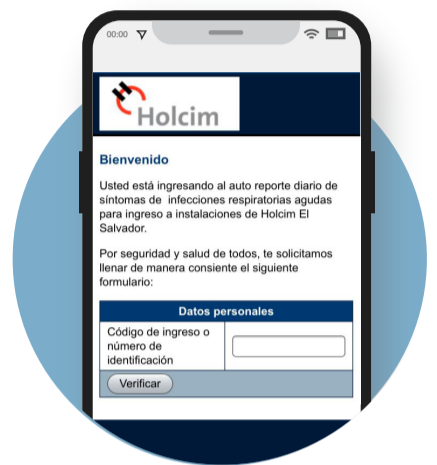 00:00
Holcim
Bienvenido
Usted está ingresando al auto reporte diario de
síntomas de infecciones respiratorias agudas
para ingreso a instalaciones de Holcim El
Salvador.
Por seguridad y salud de todos, te solicitamos
llenar de manera consiente el siguiente
formulario:
Datos personales
Código de ingreso o
número de
identificación
Verificar